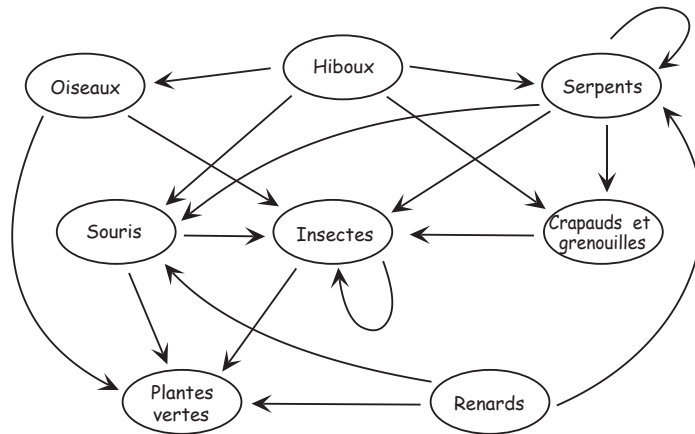 Oiseaux
Hiboux
Serpents
Souris
Insectes
Crapauds et
grenouilles
Plantes
vertes
Renards